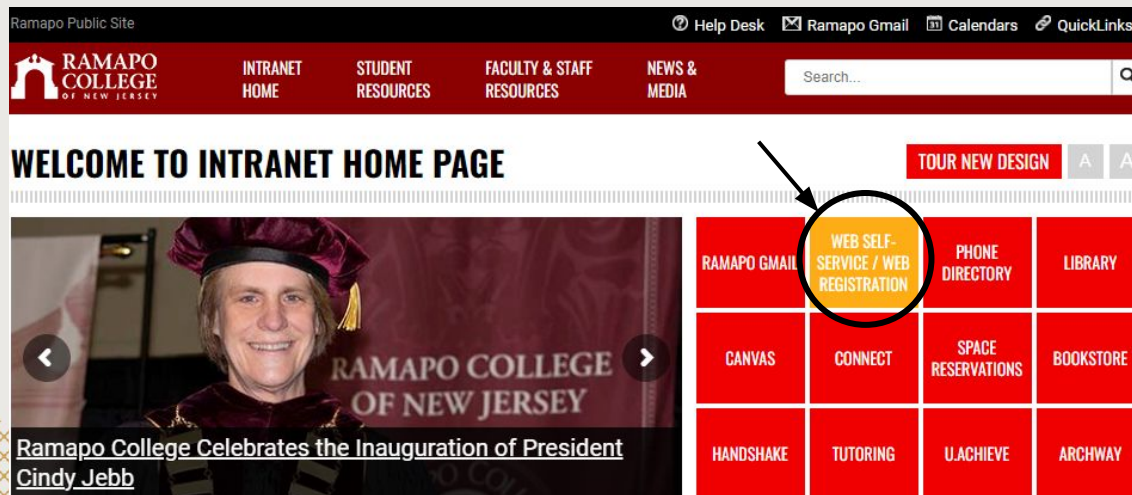 Ramapo Public Site
Help Desk
Ramapo Gmail
31 Calendars
QuickLinks
RAMAPO
COLLEGE
OF NEW JERSEY
INTRANET
HOME
STUDENT
RESOURCES
FACULTY & STAFF
RESOURCES
NEWS &
MEDIA
Search...
WELCOME TO INTRANET HOME PAGE
TOUR NEW DESIGN
A
A
RAMAPO COLLEGE
OF NEW JERSEY
Ramapo College Celebrates the Inauguration of President
Cindy Jebb
RAMAPO GMAIL
WEB SELF-
SERVICE / WEB
REGISTRATION
PHONE
DIRECTORY
LIBRARY
CANVAS
CONNECT
SPACE
RESERVATIONS
BOOKSTORE
HANDSHAKE
TUTORING
U.ACHIEVE
ARCHWAY